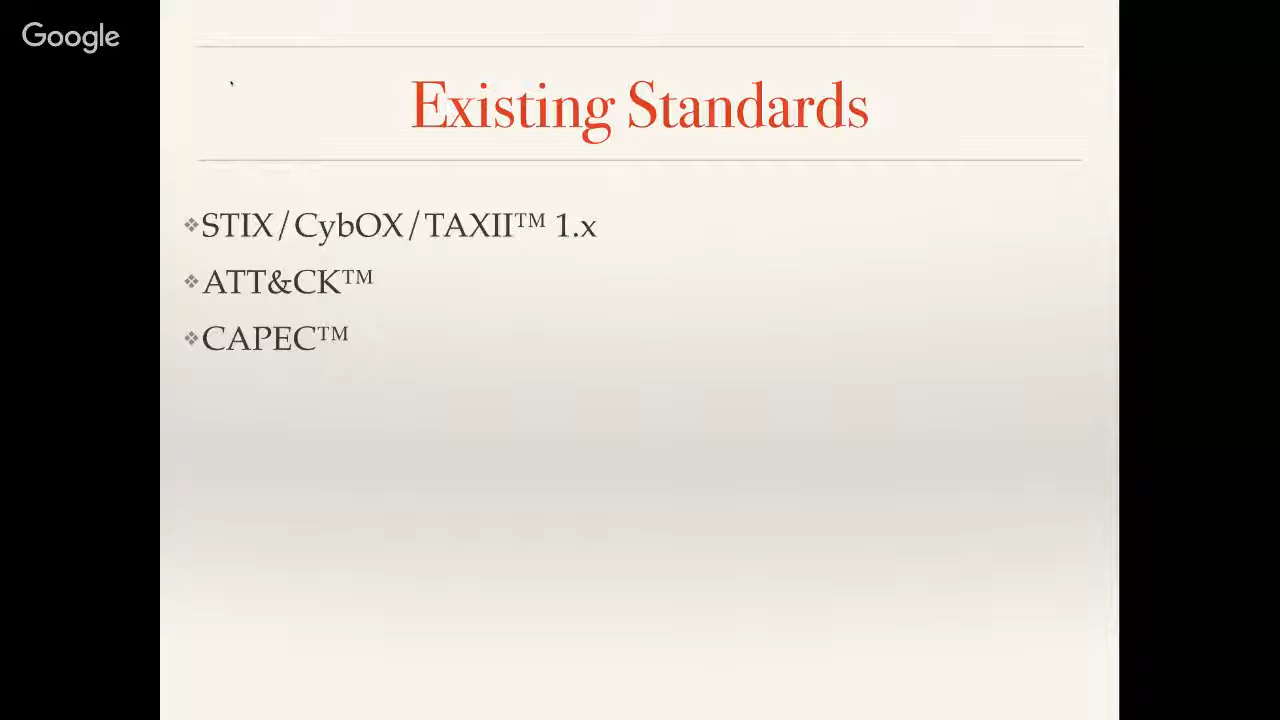 Google
Existing Standards
❖STIX/CybOX/TAXII™ 1.x
❖ATT&CK™
❖CAPEC™